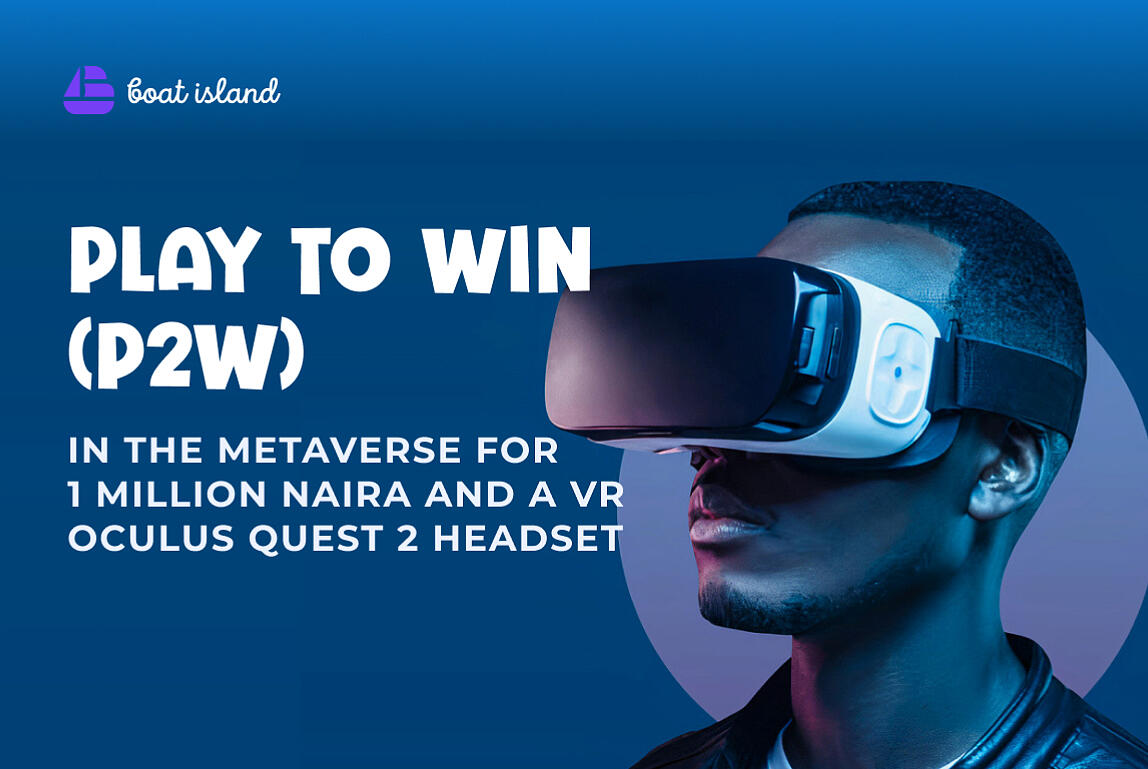 boat island
PLAY TO WIN
(P2W)
IN THE METAVERSE FOR
1 MILLION NAIRA AND A VR
OCULUS QUEST 2 HEADSET